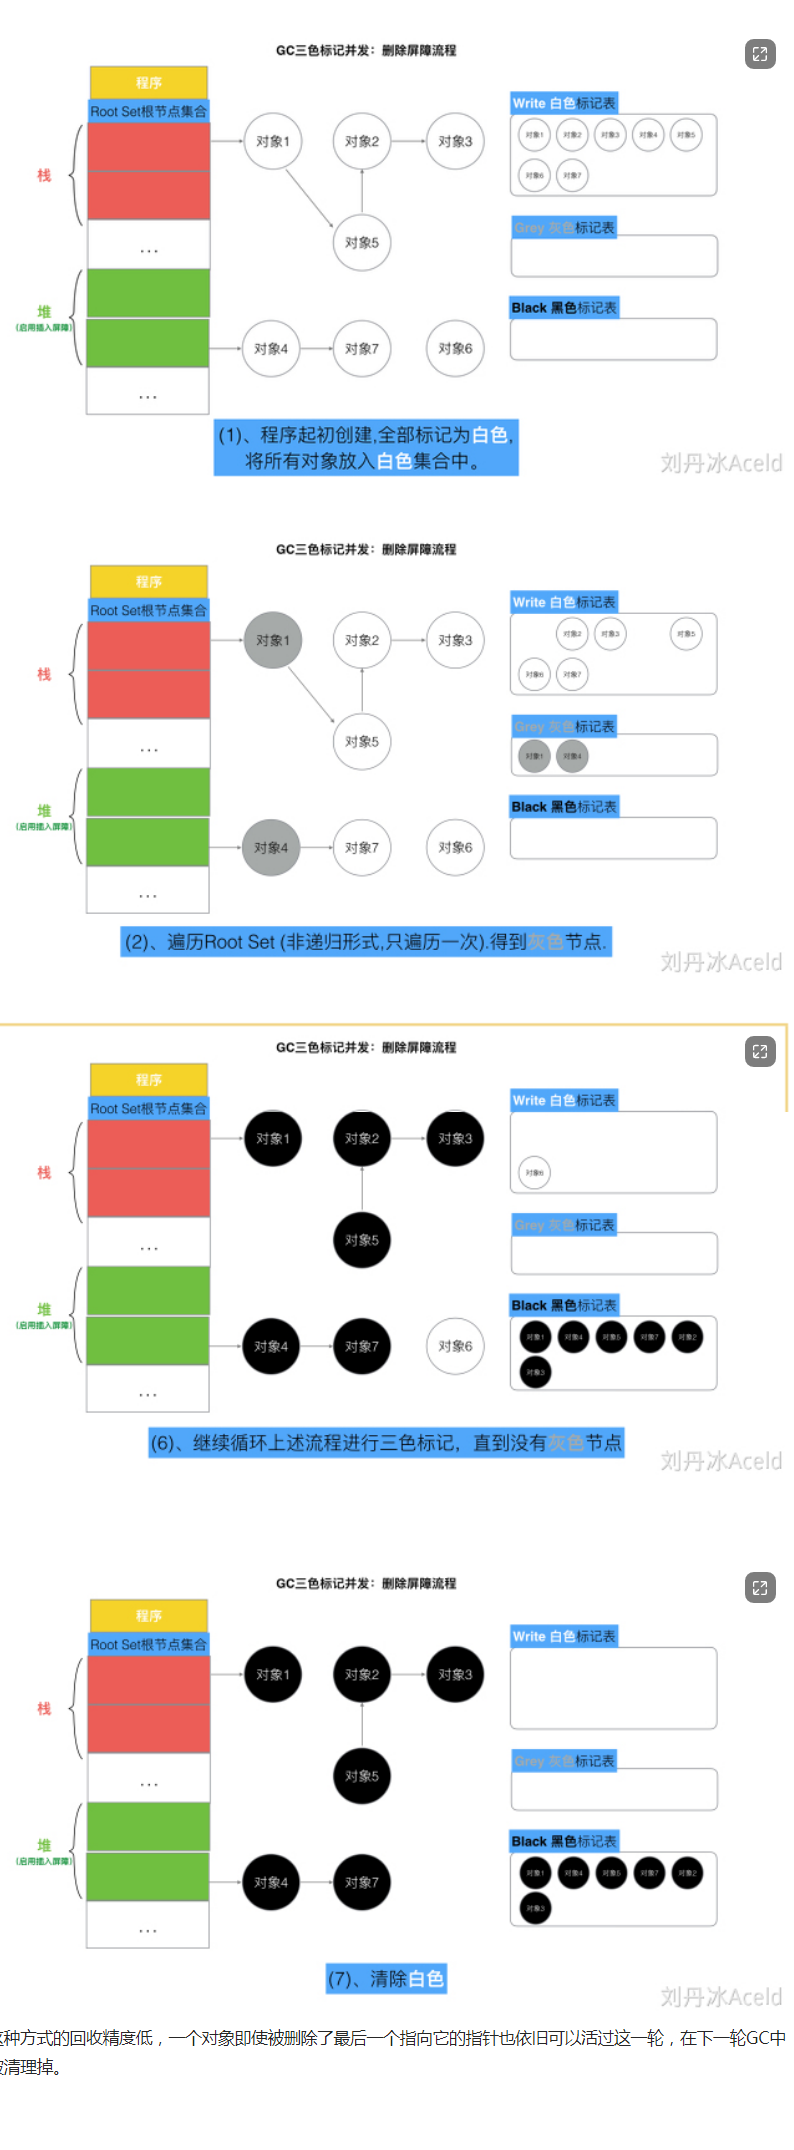 GC三色标记并发：删除屏障流程
程序
Root Set根节点集合
栈
...
堆
(启用插入屏障)
...
对象1
对象2
对象3
对象5
对象4
对象7
对象6
Write 白色标记表
对象1 对象2 对象3 对象4 对象5
对象6 对象7
Grey 灰色标记表
Black 黑色标记表
(1)、程序起初创建,全部标记为白色,
将所有对象放入白色集合中。
刘丹冰Aceld
GC三色标记并发：删除屏障流程
程序
Root Set根节点集合
栈
...
堆
(启用插入屏障)
...
对象1
对象2
对象3
对象5
对象4
对象7
对象6
Write 白色标记表
对象2 对象3 对象5
对象6 对象7
Grey 灰色标记表
对象1 对象4
Black 黑色标记表
(2)、遍历Root Set (非递归形式,只遍历一次).得到灰色节点.
刘丹冰Aceld
GC三色标记并发：删除屏障流程
程序
Root Set根节点集合
栈
...
堆
(启用插入屏障)
...
对象1
对象2
对象3
对象5
对象4
对象7
对象6
Write 白色标记表
对象6
Grey 灰色标记表
Black 黑色标记表
对象1 对象4 对象5 对象7 对象2
对象3
(6)、继续循环上述流程进行三色标记，直到没有灰色节点
刘丹冰Aceld
GC三色标记并发：删除屏障流程
程序
Root Set根节点集合
栈
...
堆
(启用插入屏障)
...
对象1
对象2
对象3
对象5
对象4
对象7
Write 白色标记表
Grey 灰色标记表
Black 黑色标记表
对象1 对象4 对象5 对象7 对象2
对象3
(7)、清除白色
刘丹冰Aceld
这种方式的回收精度低，一个对象即使被删除了最后一个指向它的指针也依旧可以活过这一轮，在下一轮GC中
被清理掉。